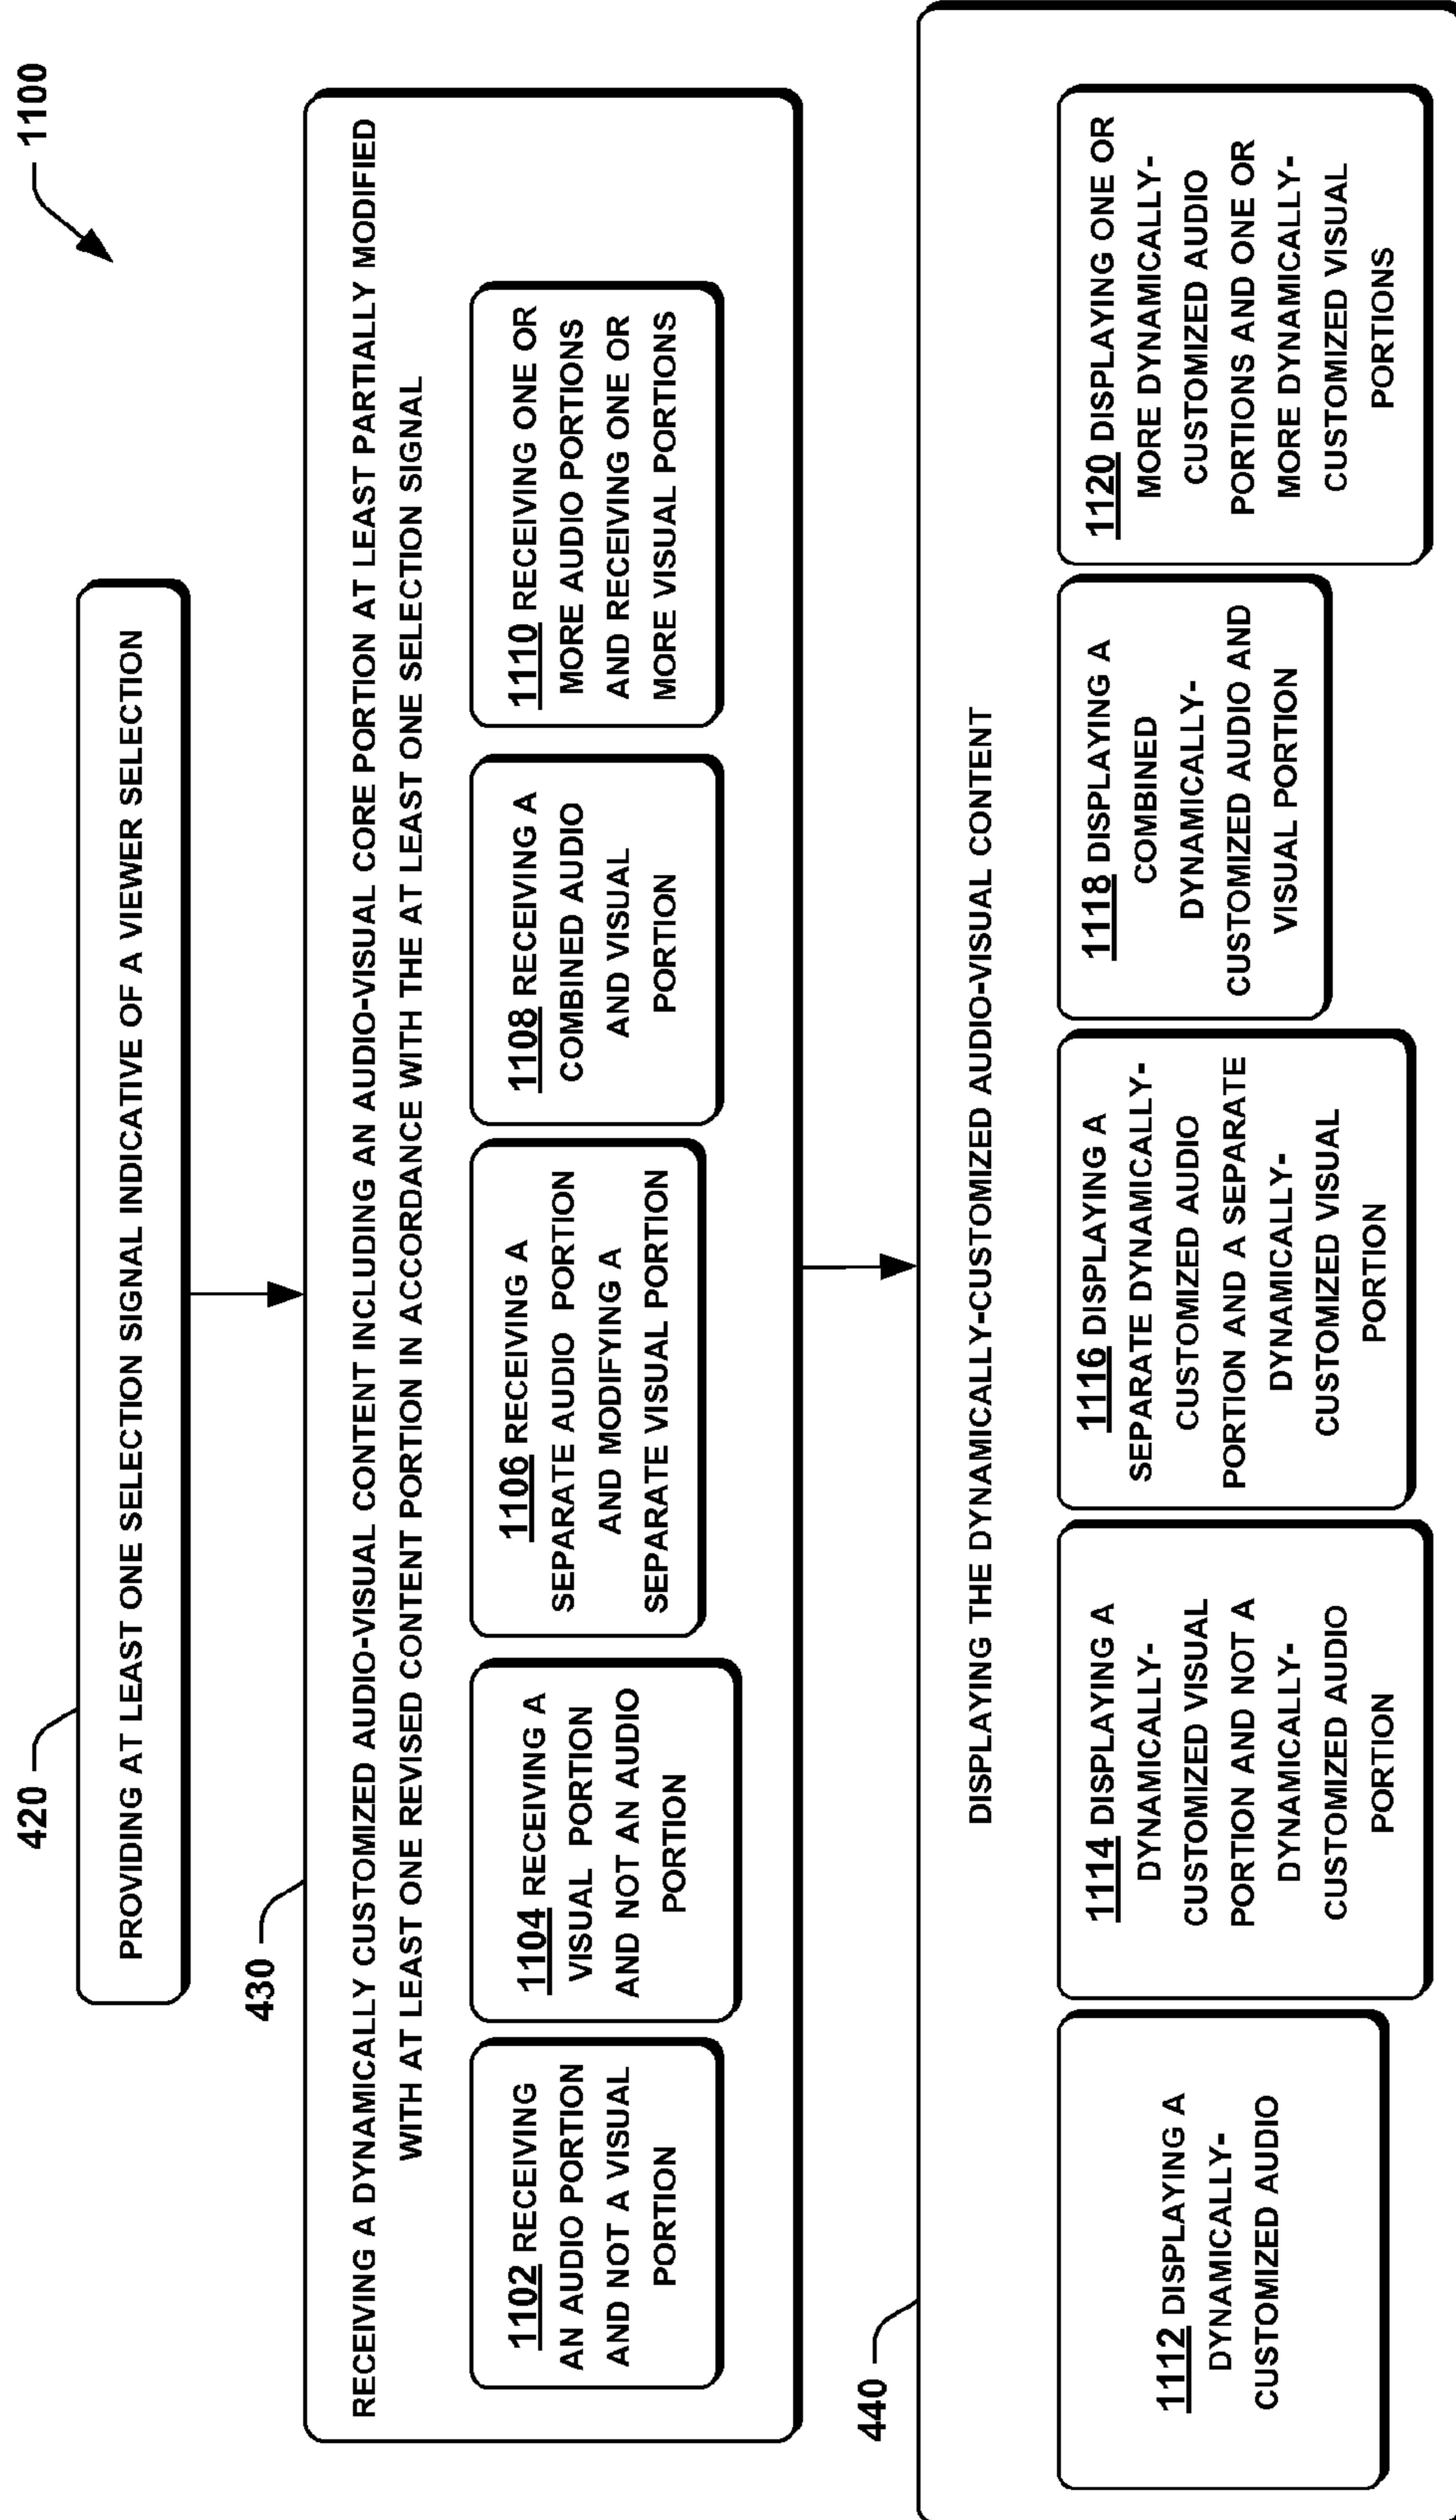 1100
420
PROVIDING AT LEAST ONE SELECTION SIGNAL INDICATIVE OF A VIEWER SELECTION
430
RECEIVING A DYNAMICALLY CUSTOMIZED AUDIO-VISUAL CONTENT INCLUDING AN AUDIO-VISUAL CORE PORTION AT LEAST PARTIALLY MODIFIED
WITH AT LEAST ONE REVISED CONTENT PORTION IN ACCORDANCE WITH THE AT LEAST ONE SELECTION SIGNAL
1102 RECEIVING
AN AUDIO PORTION
AND NOT A VISUAL
PORTION
1104 RECEIVING A
VISUAL PORTION
AND NOT AN AUDIO
PORTION
1106 RECEIVING A
SEPARATE AUDIO PORTION
AND MODIFYING A
SEPARATE VISUAL PORTION
1108 RECEIVING A
COMBINED AUDIO
AND VISUAL
PORTION
1110 RECEIVING ONE OR
MORE AUDIO PORTIONS
AND RECEIVING ONE OR
MORE VISUAL PORTIONS
440
DISPLAYING THE DYNAMICALLY-CUSTOMIZED AUDIO-VISUAL CONTENT
1112 DISPLAYING A
DYNAMICALLY-
CUSTOMIZED AUDIO
1114 DISPLAYING A
DYNAMICALLY-
CUSTOMIZED VISUAL
PORTION AND NOT A
DYNAMICALLY-
CUSTOMIZED AUDIO
PORTION
1116 DISPLAYING A
SEPARATE DYNAMICALLY-
CUSTOMIZED AUDIO
PORTION AND A SEPARATE
DYNAMICALLY-
CUSTOMIZED VISUAL
PORTION
1118 DISPLAYING A
COMBINED
DYNAMICALLY-
CUSTOMIZED AUDIO AND
VISUAL PORTION
1120 DISPLAYING ONE OR
MORE DYNAMICALLY-
CUSTOMIZED AUDIO
PORTIONS AND ONE OR
MORE DYNAMICALLY-
CUSTOMIZED VISUAL
PORTIONS